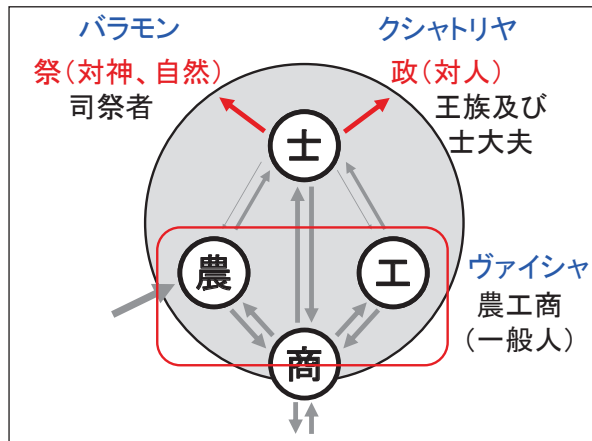 バラモン
クシャトリヤ
祭（対神、自然）
政（対人）
司祭者
王族及び
士大夫
士
農
工
ヴァイシャ
農工商
（一般人）
商